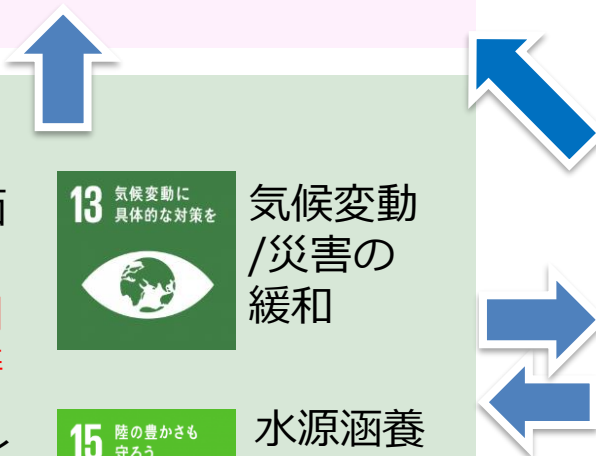 13 気候変動に
具体的な対策を
気候変動
/災害の
緩和
15 陸の豊かさも
守ろう
水源涵養